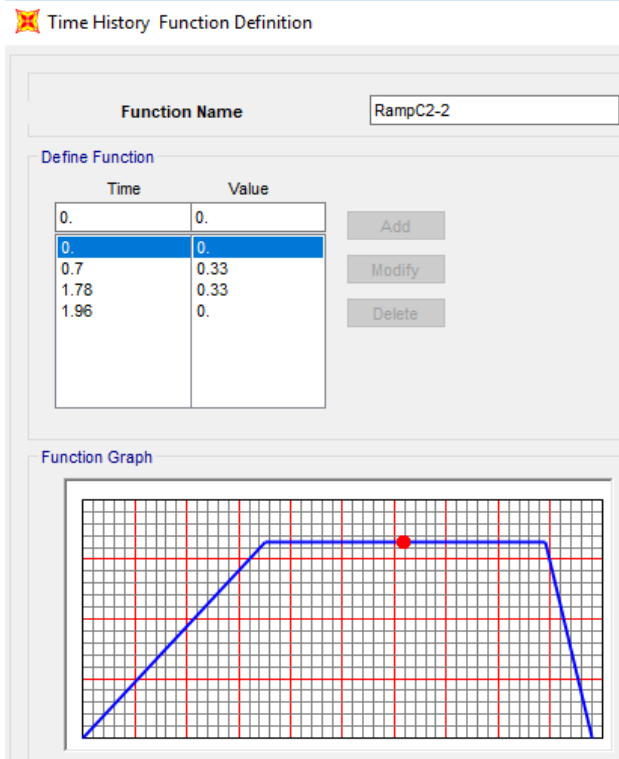 Time History Function Definition
Function Name RampC2-2
Define Function
Time Value
0. 0.
Add
0. 0.
0.7 0.33
Modify
1.78 0.33
1.96 0.
Delete
Function Graph